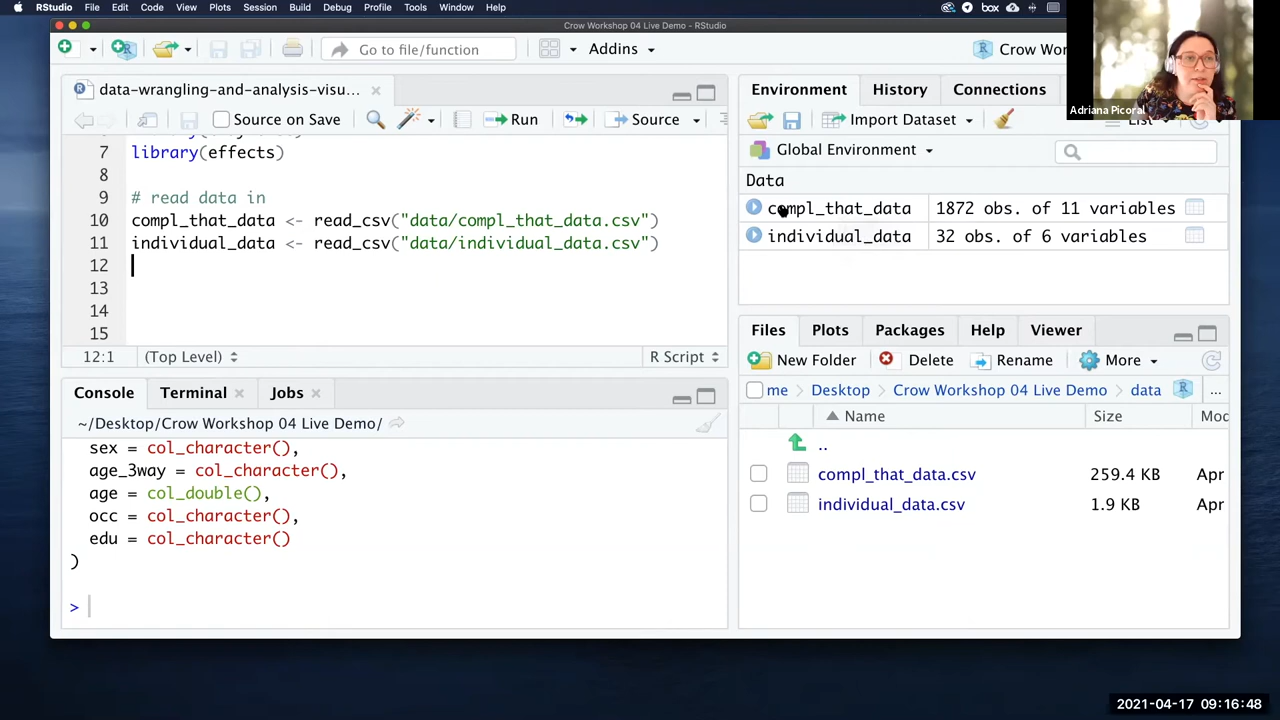 RStudio File Edit Code View Plots Session Build Debug Profile Tools Window Help box
Crow Workshop 04 Live Demo - RStudio
Go to file/function Addins Crow Wor
data-wrangling-and-analysis-visu...
Source on Save Run Source
7 library(effects)
8
9 # read data in
10 compl_that_data <- read_csv("data/compl_that_data.csv")
11 individual_data <- read_csv("data/individual_data.csv")
12
13
14
15
12:1 (Top Level) R Script
Console Terminal Jobs
~/Desktop/Crow Workshop 04 Live Demo/
sex = col_character(),
age_3way = col_character(),
age = col_double(),
occ = col_character(),
edu = col_character()
)
>
Environment History Connections
Import Dataset List
Global Environment
Data
compl_that_data 1872 obs. of 11 variables
individual_data 32 obs. of 6 variables
Files Plots Packages Help Viewer
New Folder Delete Rename More
me Desktop Crow Workshop 04 Live Demo data ...
Name Size Moc
..
compl_that_data.csv 259.4 KB Apr
individual_data.csv 1.9 KB Apr
Adriana Picoral
2021-04-17 09:16:48